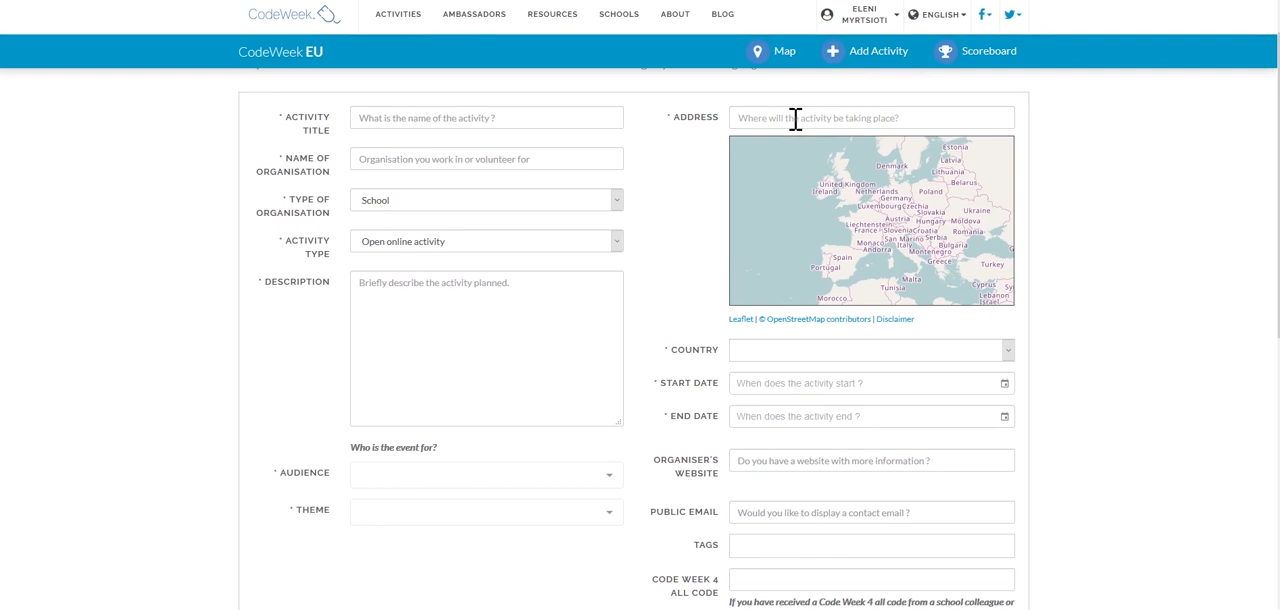 CodeWeek.
ACTIVITIES
AMBASSADORS
RESOURCES
SCHOOLS
ABOUT
BLOG
ELENI
MYRTSIOTI
ENGLISH
CodeWeek EU
Map
Add Activity
Scoreboard
* ACTIVITY
TITLE
What is the name of the activity ?
* NAME OF
ORGANISATION
Organisation you work in or volunteer for
* TYPE OF
ORGANISATION
School
* ACTIVITY
TYPE
Open online activity
* DESCRIPTION
Briefly describe the activity planned.
Who is the event for?
* AUDIENCE
* THEME
* ADDRESS
Where will the activity be taking place?
Estonia
Latvia
Denmark
Lithuania
United Kingdom
Ireland
Netherlands
Poland
Belarus
Germany
Luxembourg
Czechia
Ukraine
Slovakia
Austria
Hungary
Moldova
Liechtenstein
France
Slovenia
Croatia
Romania
San Marino
Serbia
Monaco
Italy
Bulgaria
Andorra
Montenegro
Spain
Greece
Portugal
Turkey
Malta
Cyprus
Tunisia
Lebanon
Morocco
Israel
Leaflet | © OpenStreetMap contributors | Disclaimer
* COUNTRY
* START DATE
When does the activity start ?
* END DATE
When does the activity end ?
ORGANISER'S
WEBSITE
Do you have a website with more information ?
PUBLIC EMAIL
Would you like to display a contact email ?
TAGS
CODE WEEK 4
ALL CODE
If you have received a Code Week 4 all code from a school colleague or